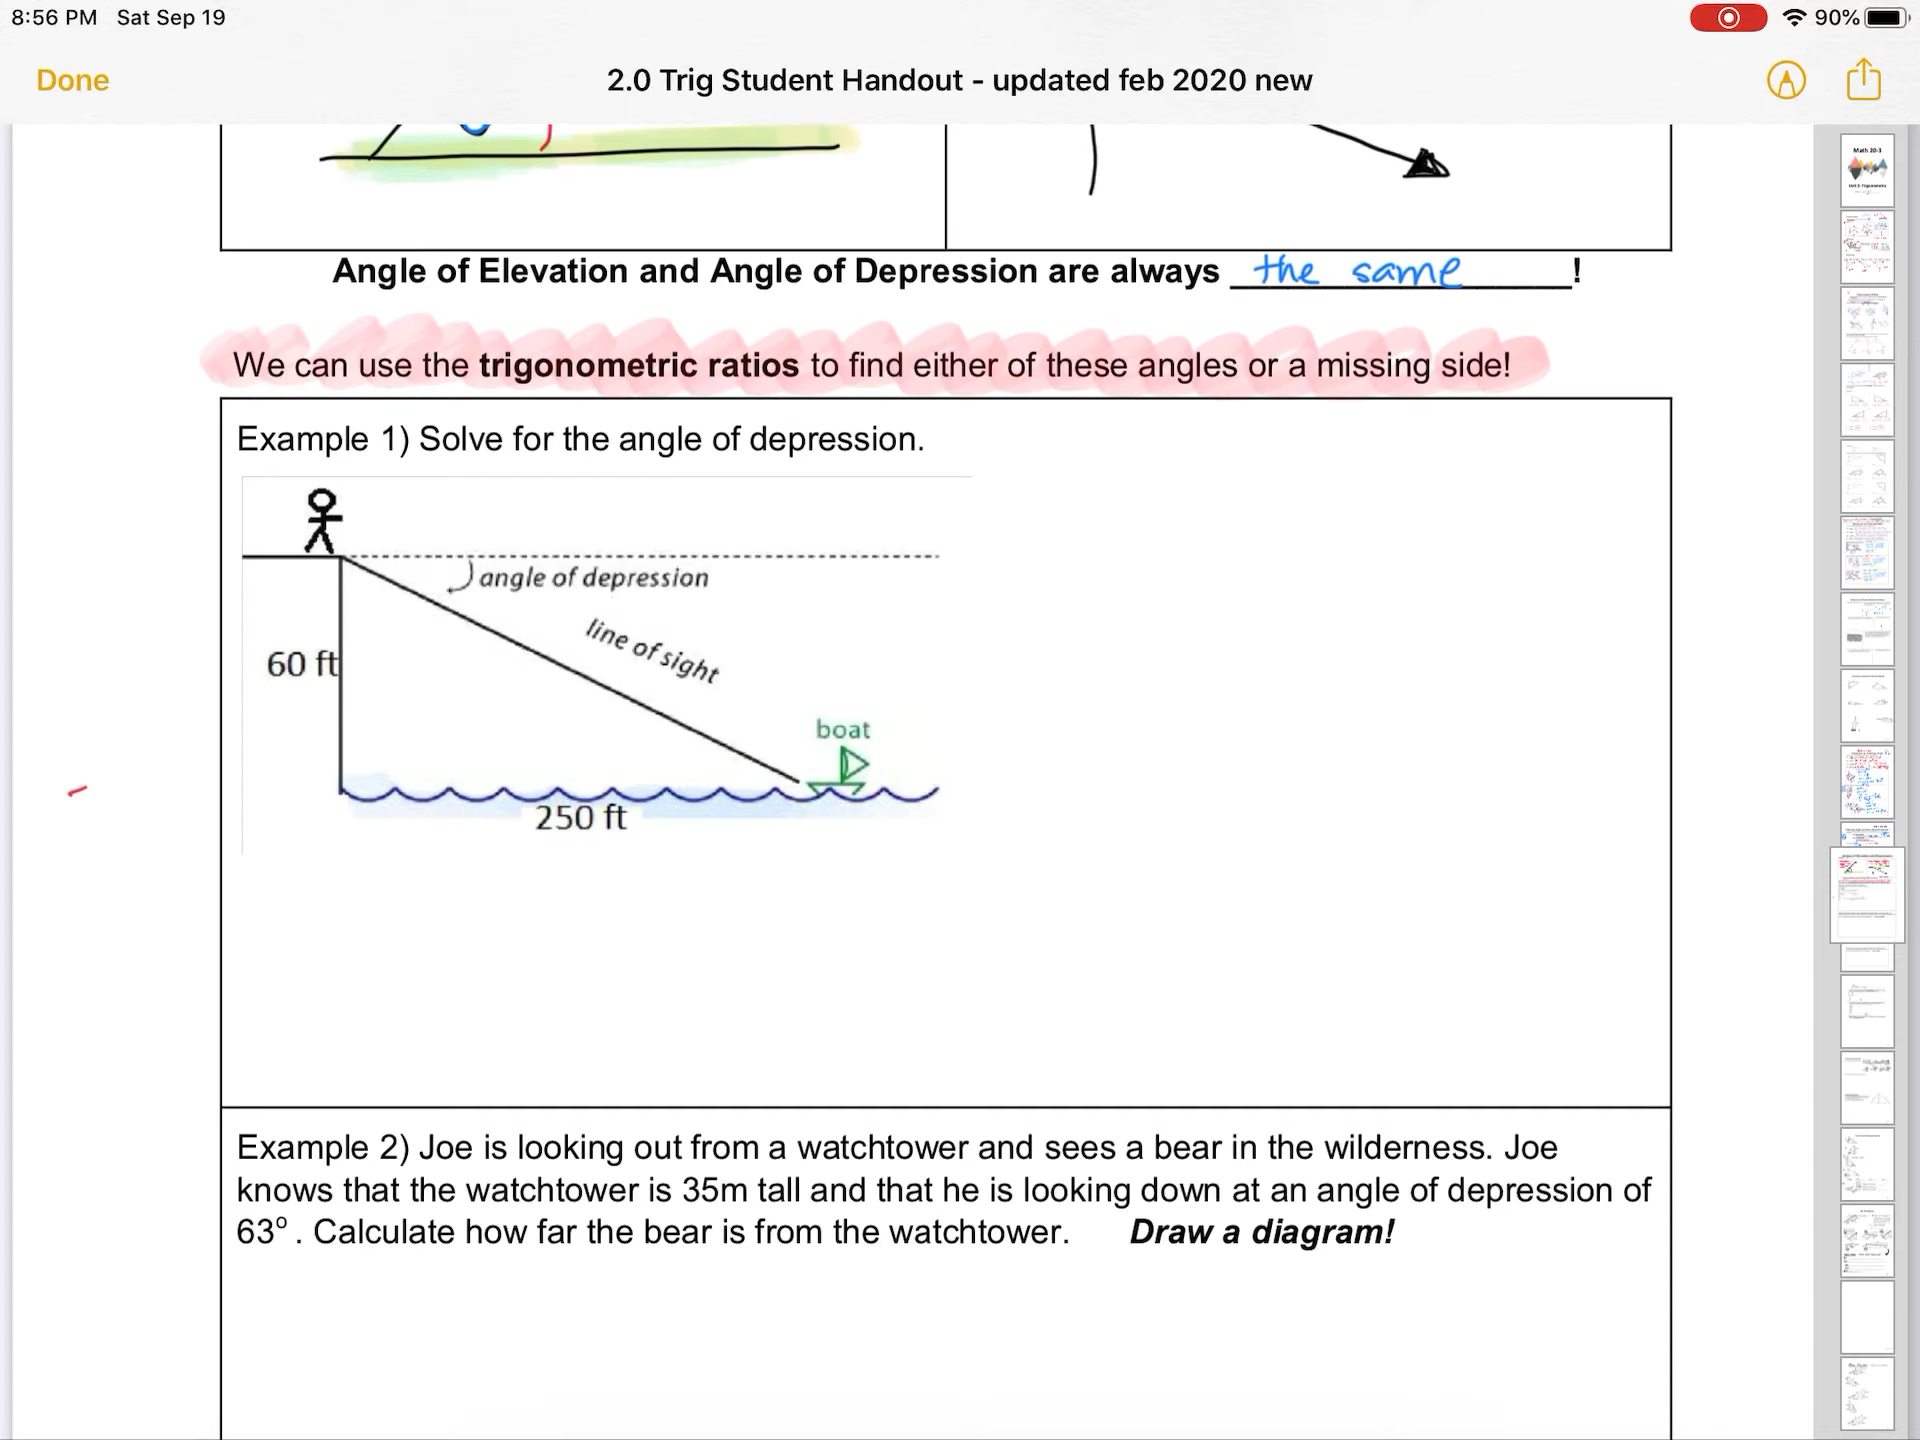 8:56 PM Sat Sep 19
90%
Done
2.0 Trig Student Handout - updated feb 2020 new
Angle of Elevation and Angle of Depression are always the same !
We can use the trigonometric ratios to find either of these angles or a missing side!
Example 1) Solve for the angle of depression.
angle of depression
line of sight
60 ft
boat
250 ft
Example 2) Joe is looking out from a watchtower and sees a bear in the wilderness. Joe
knows that the watchtower is 35m tall and that he is looking down at an angle of depression of
63° . Calculate how far the bear is from the watchtower. Draw a diagram!
Math 20-3